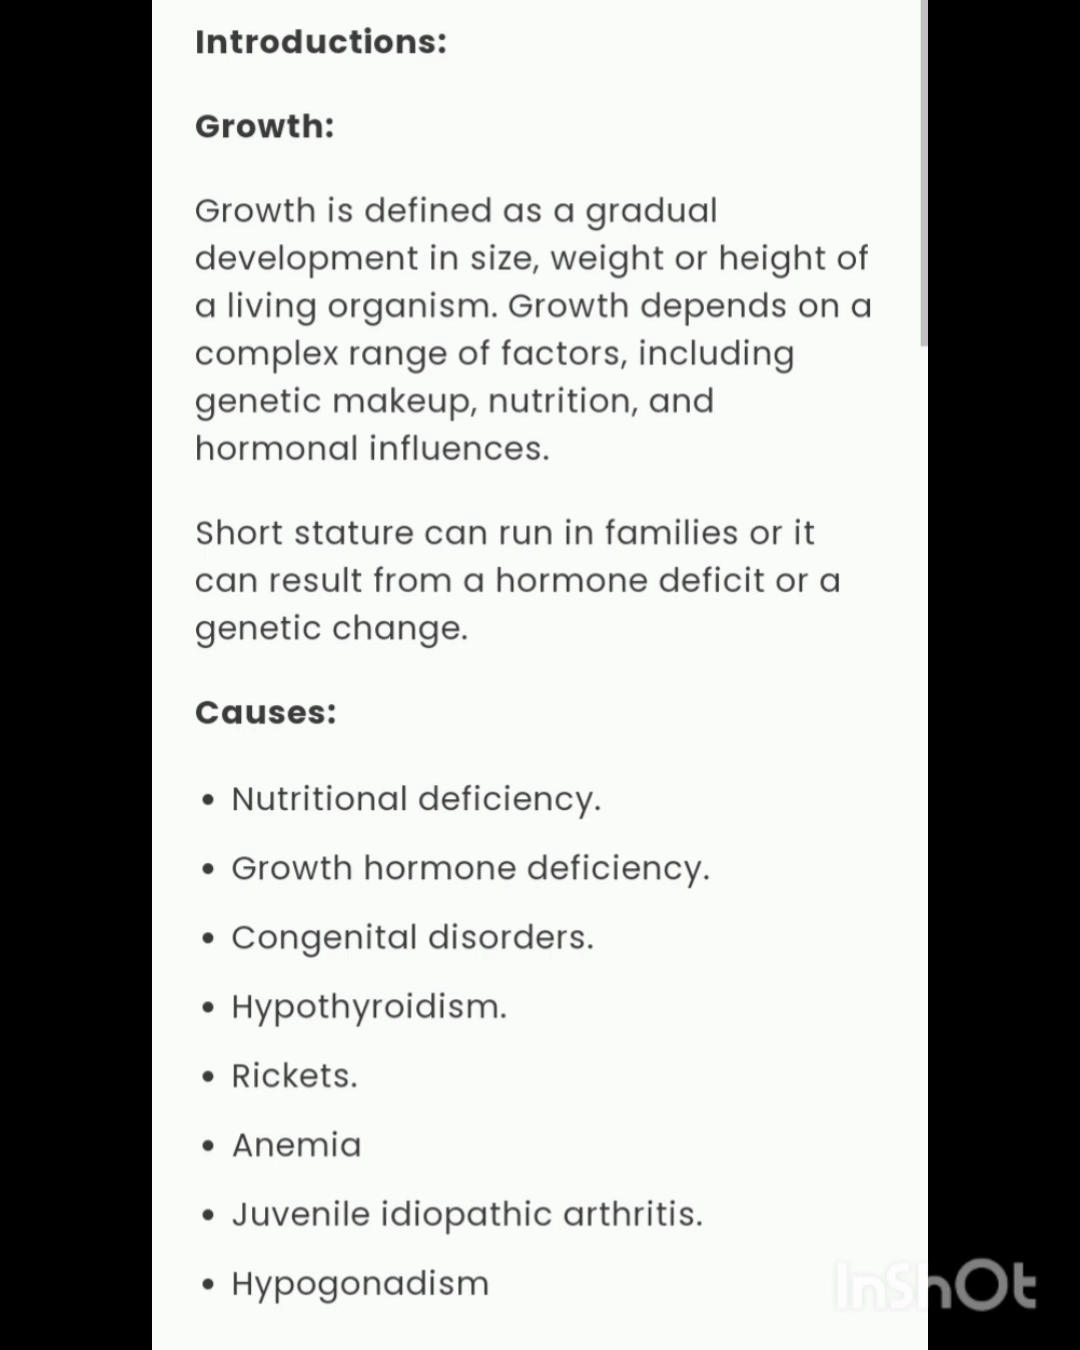 Introductions:
Growth:
Growth is defined as a gradual
development in size, weight or height of
a living organism. Growth depends on a
complex range of factors, including
genetic makeup, nutrition, and
hormonal influences.
Short stature can run in families or it
can result from a hormone deficit or a
genetic change.
Causes:
• Nutritional deficiency.
• Growth hormone deficiency.
• Congenital disorders.
• Hypothyroidism.
• Rickets.
• Anemia
• Juvenile idiopathic arthritis.
• Hypogonadism
InShOt